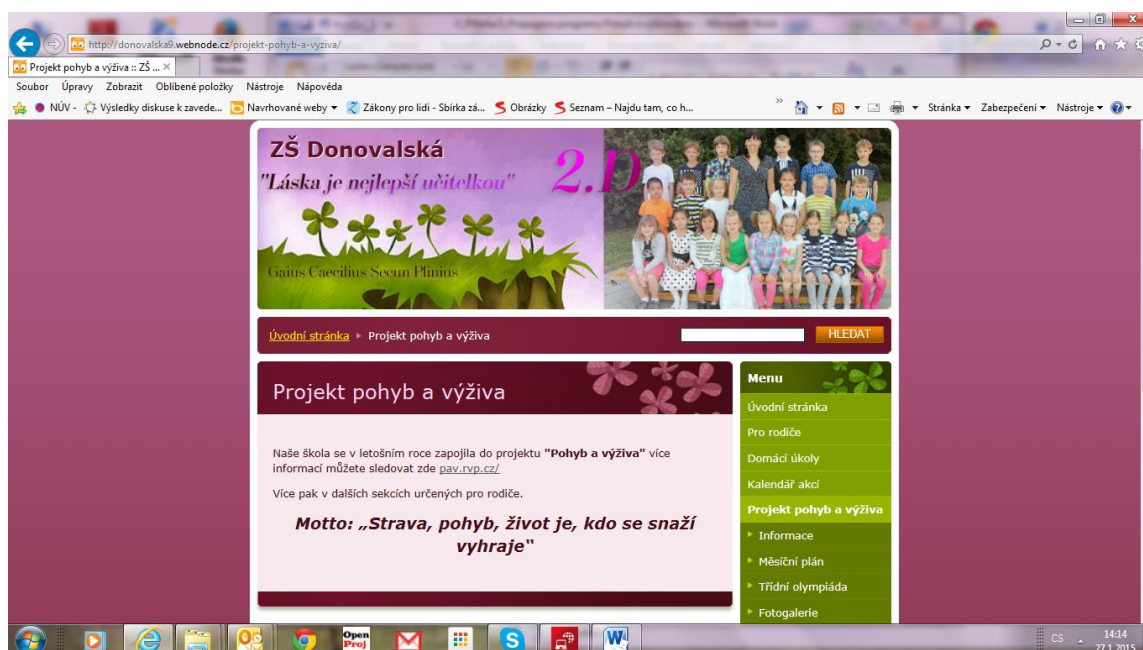 http://donovalska9.webnode.cz/projekt-pohyb-a-vyziva/
Projekt pohyb a výživa :: ZŠ ...
Soubor Úpravy Zobrazit Oblíbené položky Nástroje Nápověda
NÚV - Výsledky diskuse k zavede... Navrhované weby Zákony pro lidi - Sbírka zá... Obrázky Seznam – Najdu tam, co h... » Stránka Zabezpečení Nástroje
ZŠ Donovalská
"Láska je nejlepší učitelkou"
2.D
Gaius Caecilius Secun Plinius
Úvodní stránka Projekt pohyb a výživa HLEDAT
Projekt pohyb a výživa
Naše škola se v letošním roce zapojila do projektu "Pohyb a výživa" více
informací můžete sledovat zde pav.rvp.cz/
Více pak v dalších sekcích určených pro rodiče.
Motto: „Strava, pohyb, život je, kdo se snaží
vyhraje“
Menu
Úvodní stránka
Pro rodiče
Domácí úkoly
Kalendář akcí
Projekt pohyb a výživa
Informace
Měsíční plán
Třídní olympiáda
Fotogalerie
Open
Proj
CS
14:14
27.1.2015